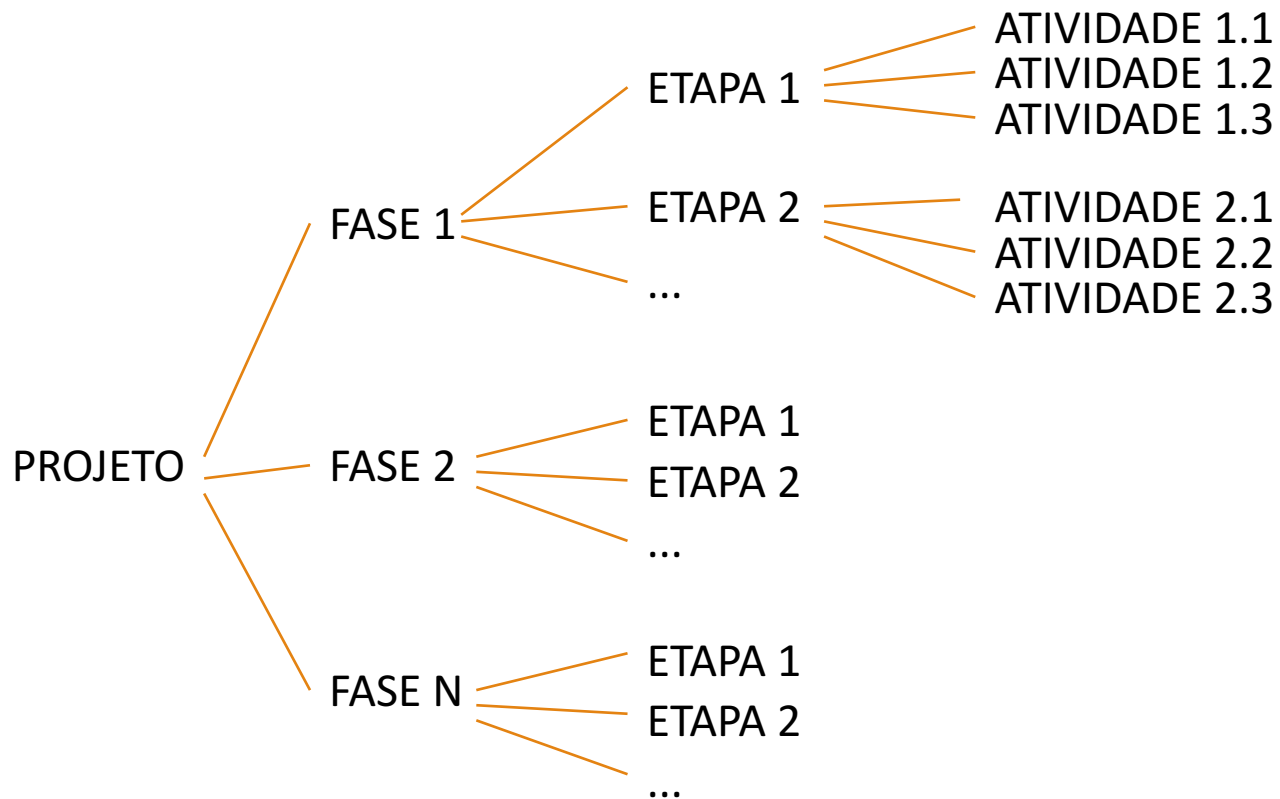 ATIVIDADE 1.1
ETAPA 1
ATIVIDADE 1.2
ATIVIDADE 1.3
FASE 1
ETAPA 2
ATIVIDADE 2.1
ATIVIDADE 2.2
...
ATIVIDADE 2.3
ETAPA 1
PROJETO
FASE 2
ETAPA 2
...
ETAPA 1
FASE N
ETAPA 2
...